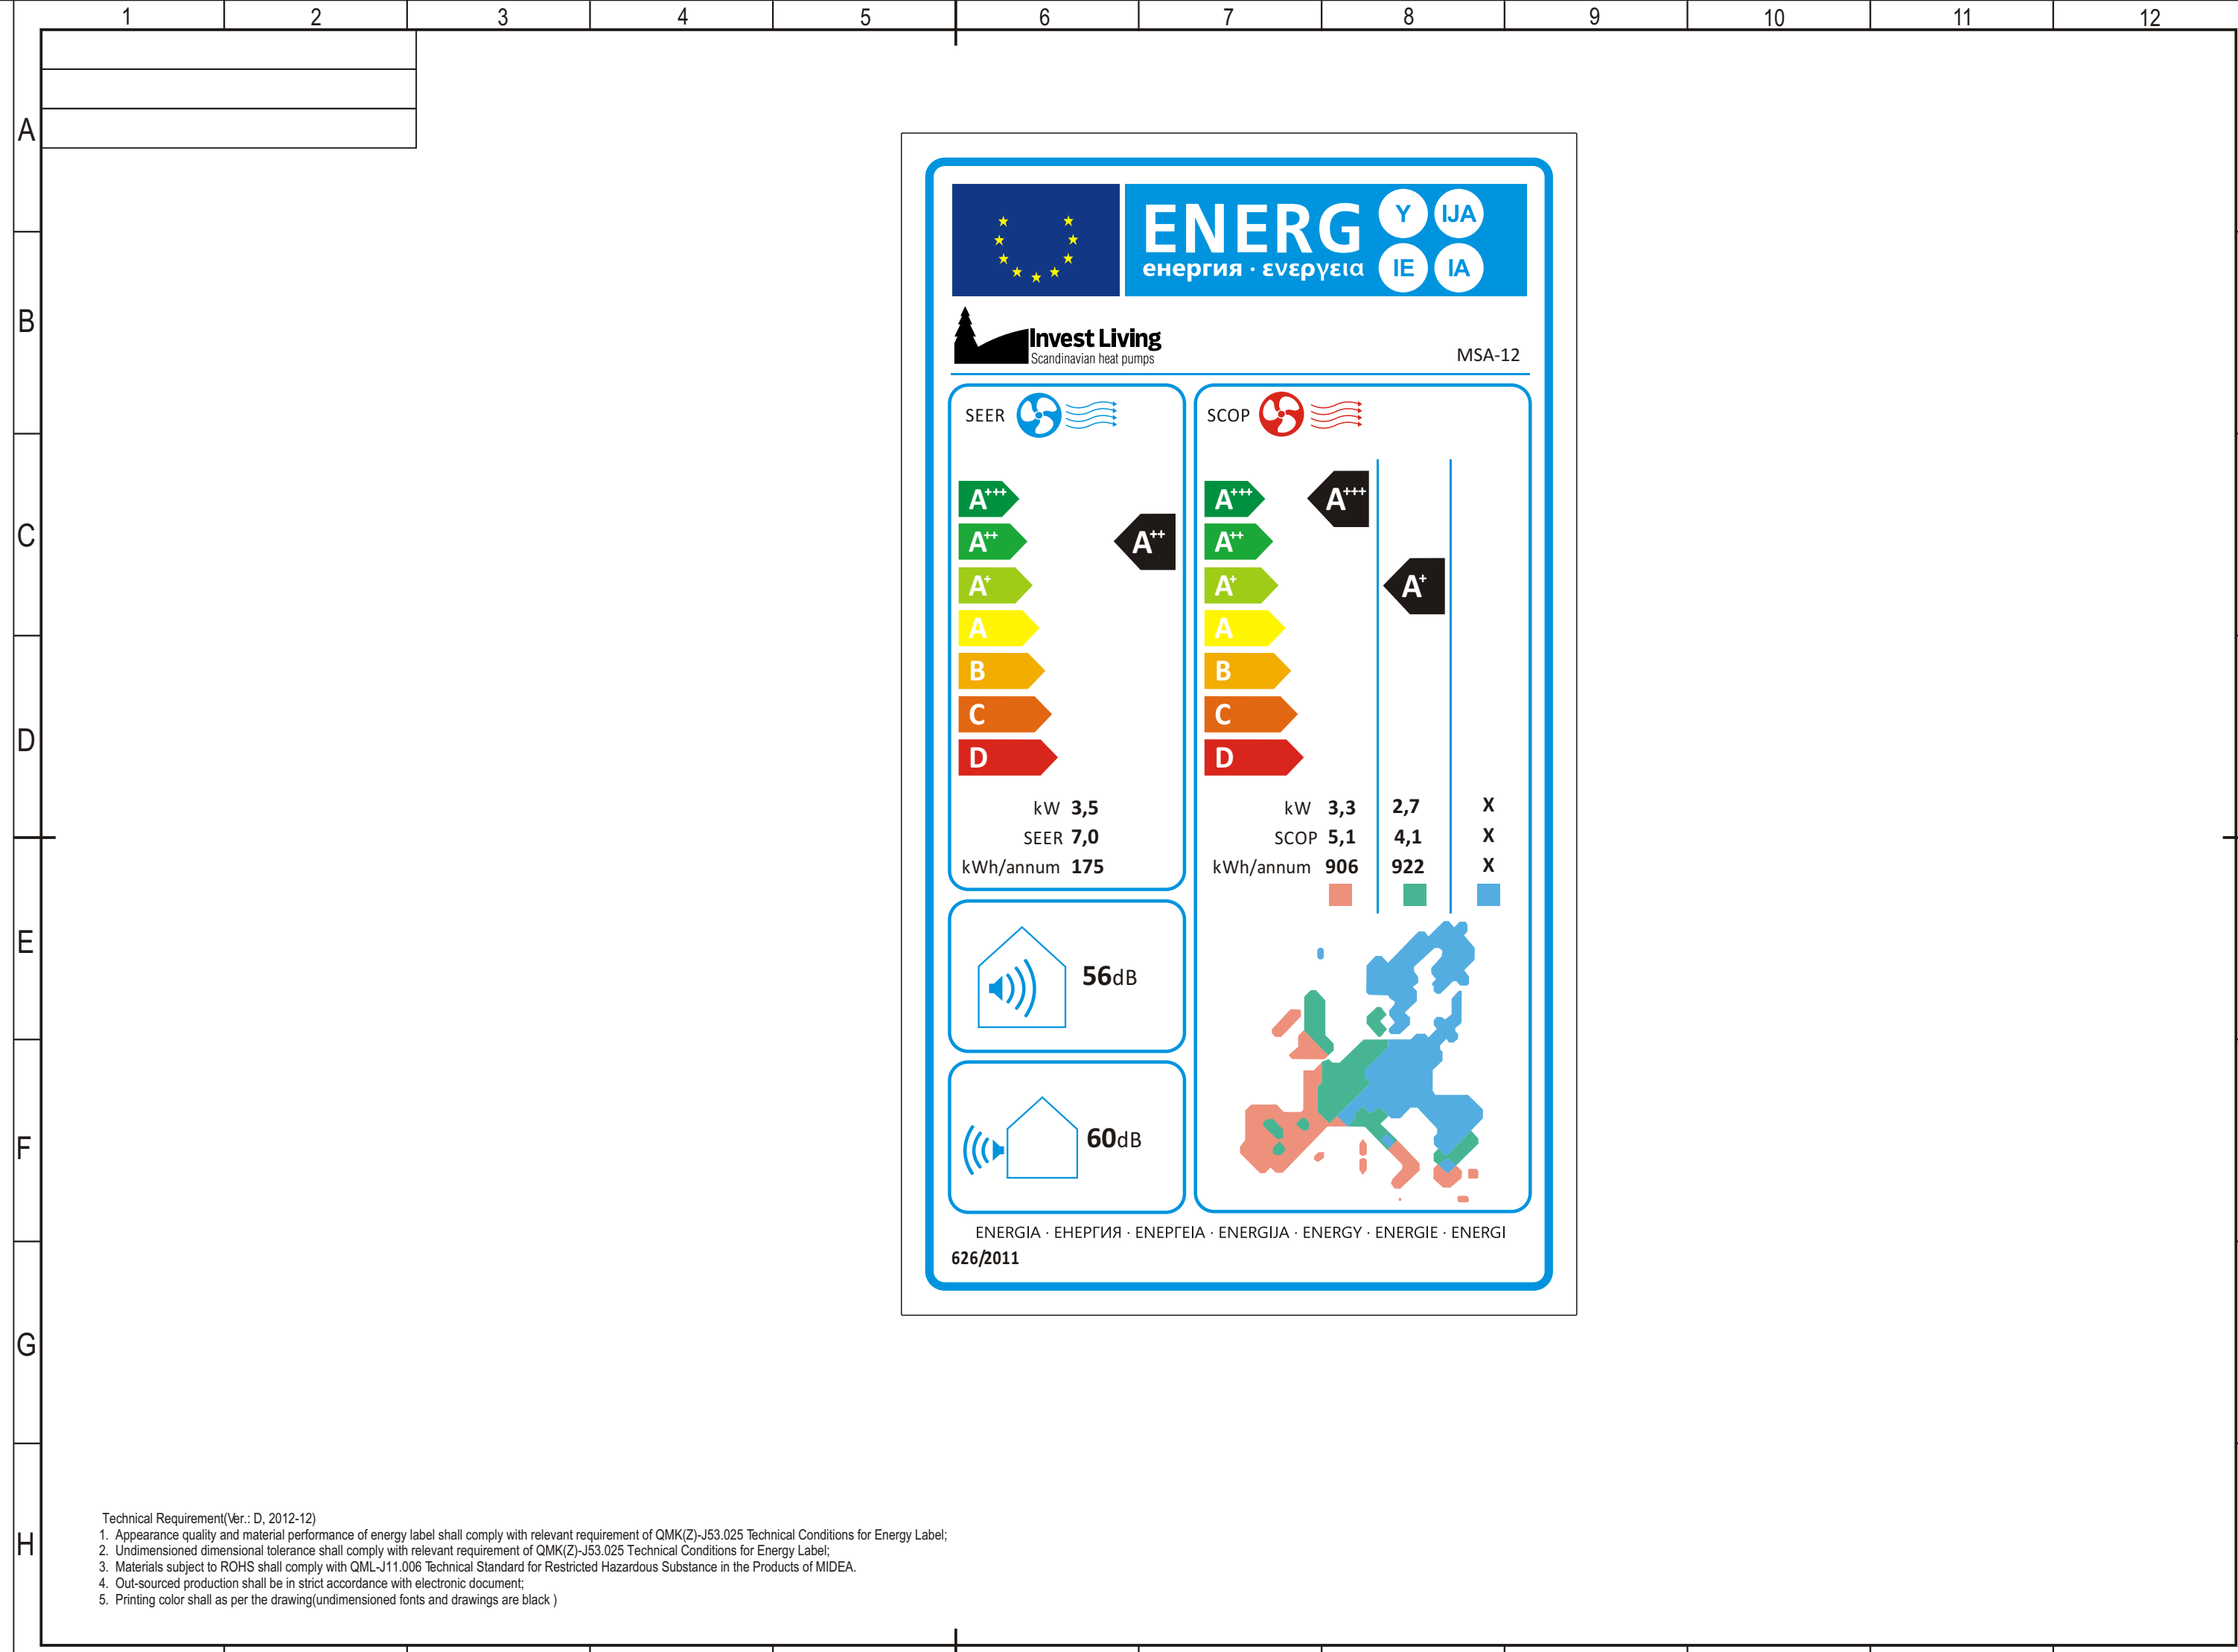 1 2 3 4 5 6 7 8 9 10 11 12
A
B
C
D
E
F
G
H
ENERG
енергия · ενεργεια
Y IJA
IE IA
Invest Living
Scandinavian heat pumps
MSA-12
SEER
A+++
A++
A+
A
B
C
D
A++
kW 3,5
SEER 7,0
kWh/annum 175
SCOP
A+++
A++
A+
A
B
C
D
A+++
A+
kW 3,3 2,7 X
SCOP 5,1 4,1 X
kWh/annum 906 922 X
56dB
60dB
ENERGIA · ЕНЕРГИЯ · ΕΝΕΡΓΕΙΑ · ENERGIJA · ENERGY · ENERGIE · ENERGI
626/2011
Technical Requirement(Ver.: D, 2012-12)
1. Appearance quality and material performance of energy label shall comply with relevant requirement of QMK(Z)-J53.025 Technical Conditions for Energy Label;
2. Undimensioned dimensional tolerance shall comply with relevant requirement of QMK(Z)-J53.025 Technical Conditions for Energy Label;
3. Materials subject to ROHS shall comply with QML-J11.006 Technical Standard for Restricted Hazardous Substance in the Products of MIDEA.
4. Out-sourced production shall be in strict accordance with electronic document;
5. Printing color shall as per the drawing(undimensioned fonts and drawings are black )